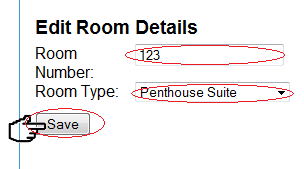 Edit Room Details
Room Number: 123
Room Type: Penthouse Suite
Save